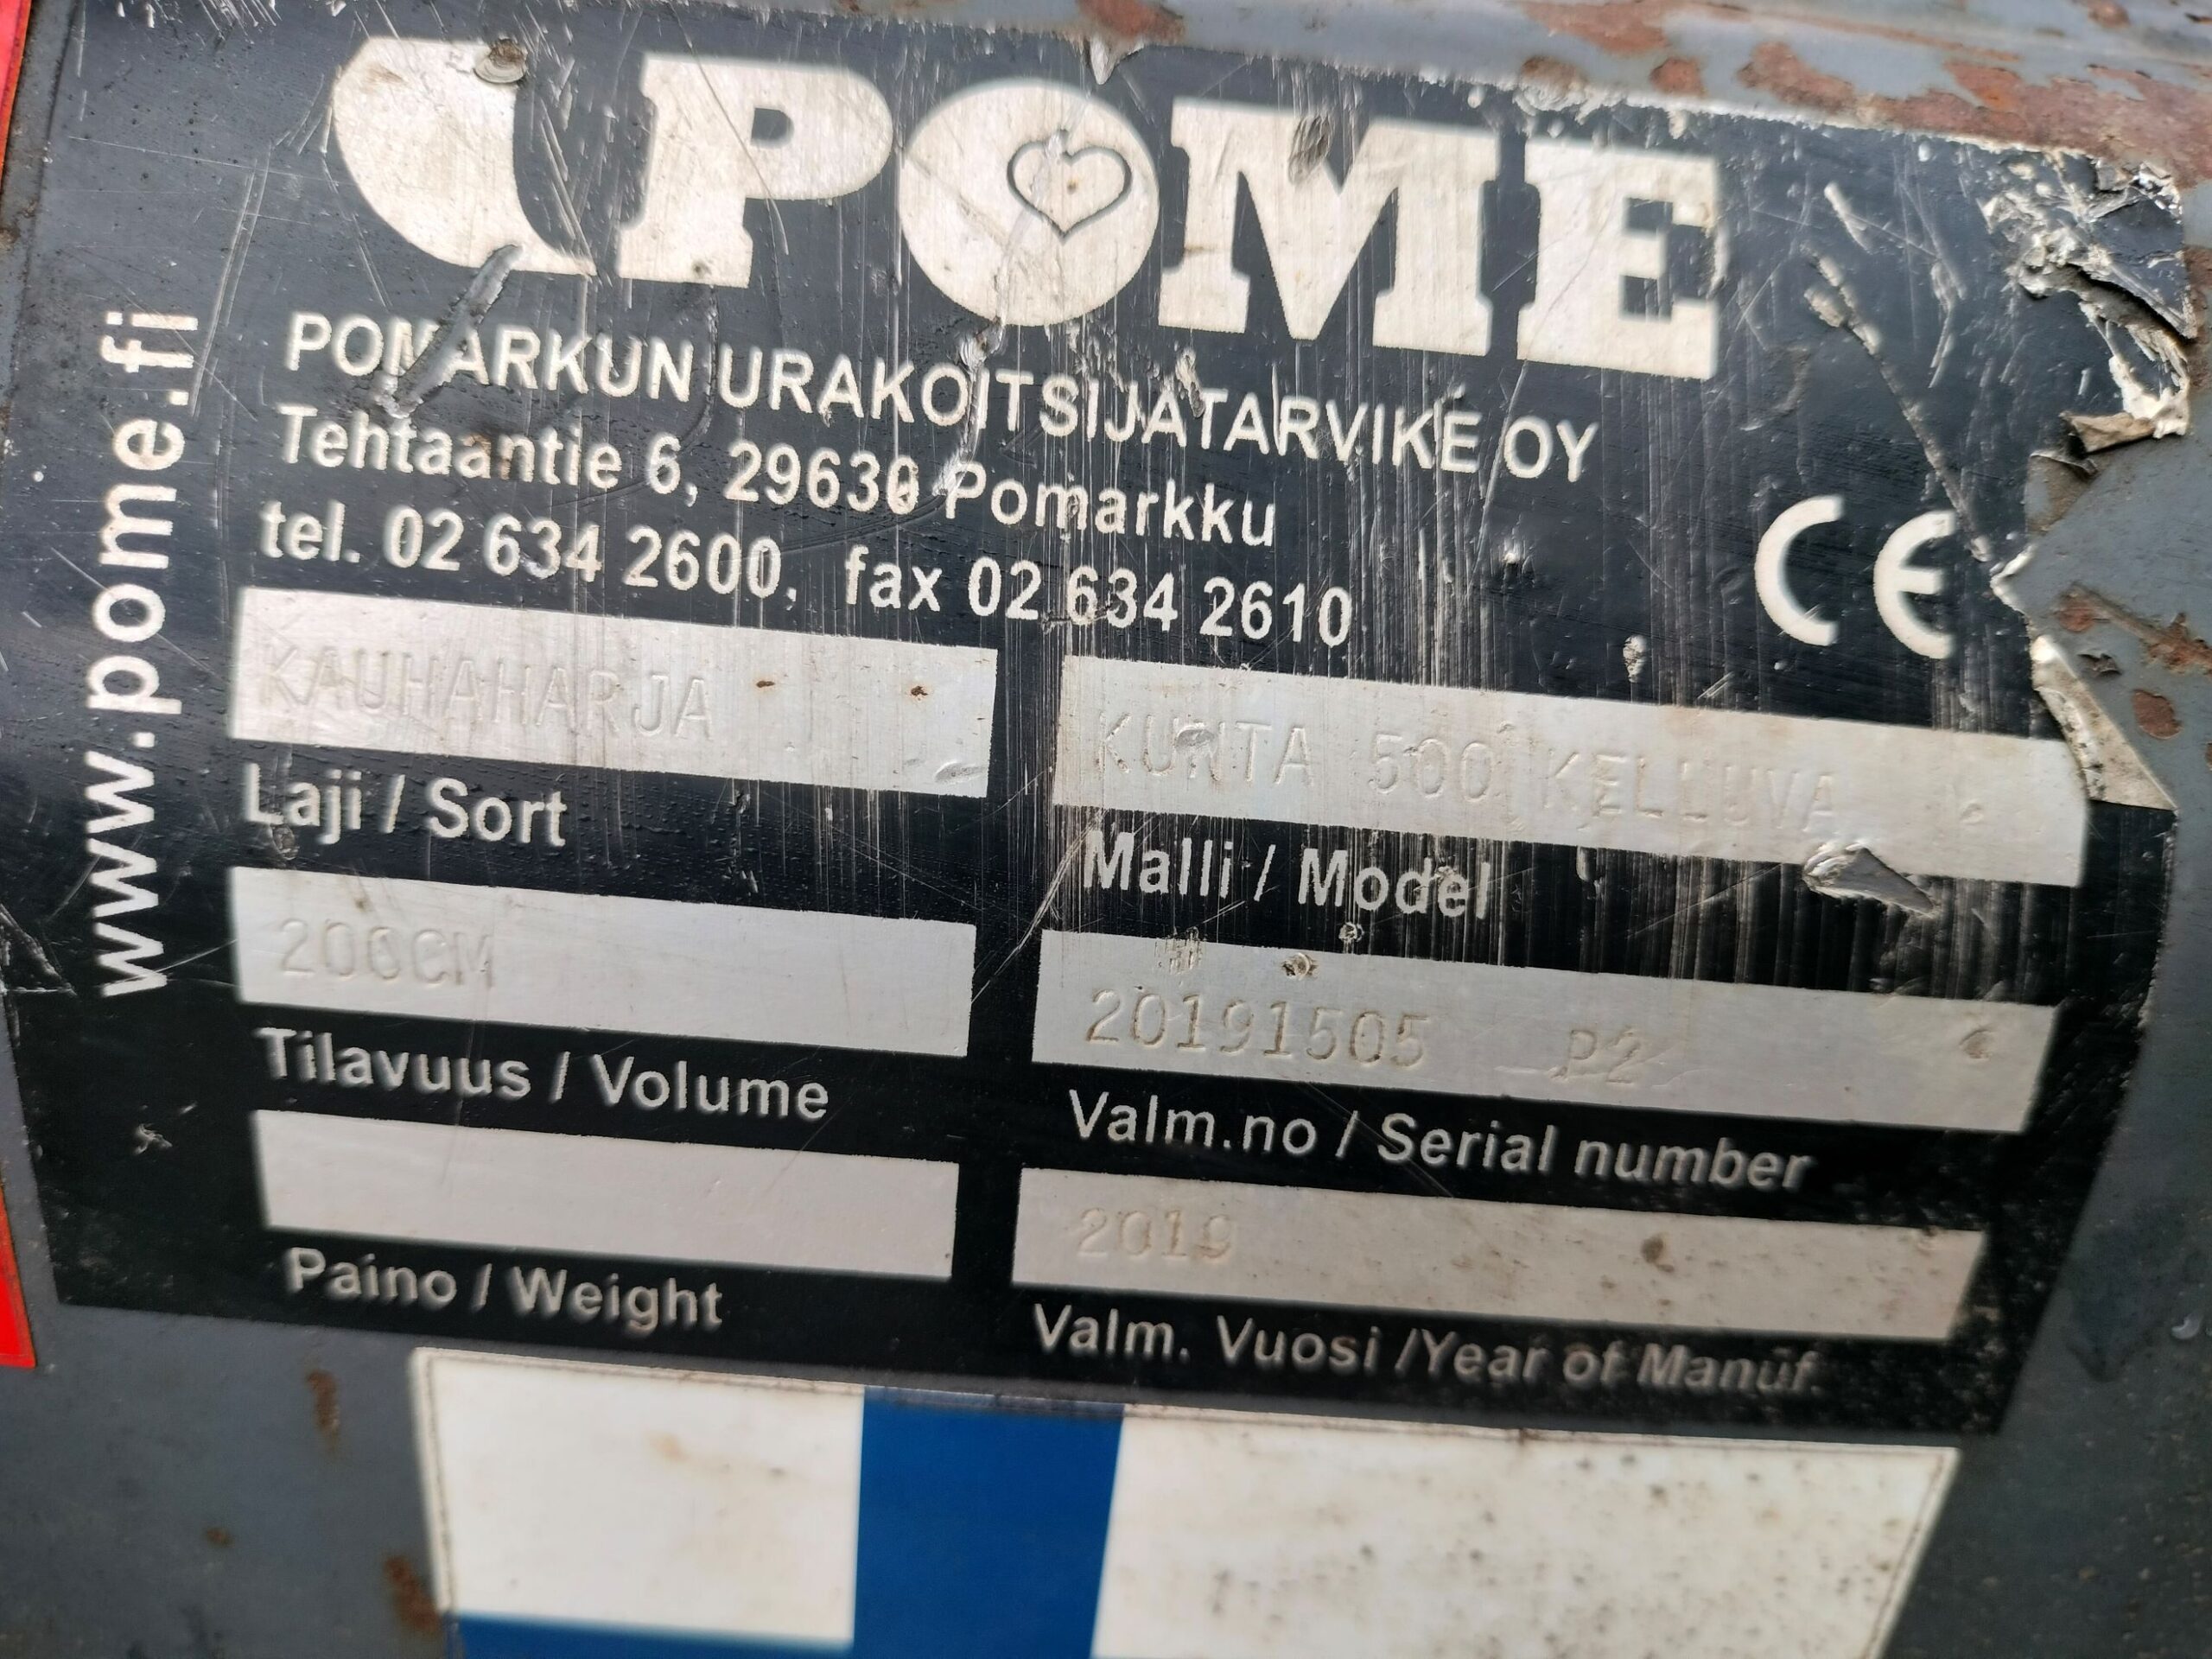 POME
POMARKUN URAKOITSIJATARVIKE OY
Tehtaantie 6, 29630 Pomarkku
tel. 02 634 2600, fax 02 634 2610
CE
www.pome.fi
KAUHAHARJA
Laji / Sort
KUNTA 500 KELLUVA
Malli / Model
200CM
Tilavuus / Volume
20191505 P2
Valm.no / Serial number
Paino / Weight
2019
Valm. Vuosi /Year of Manuf.